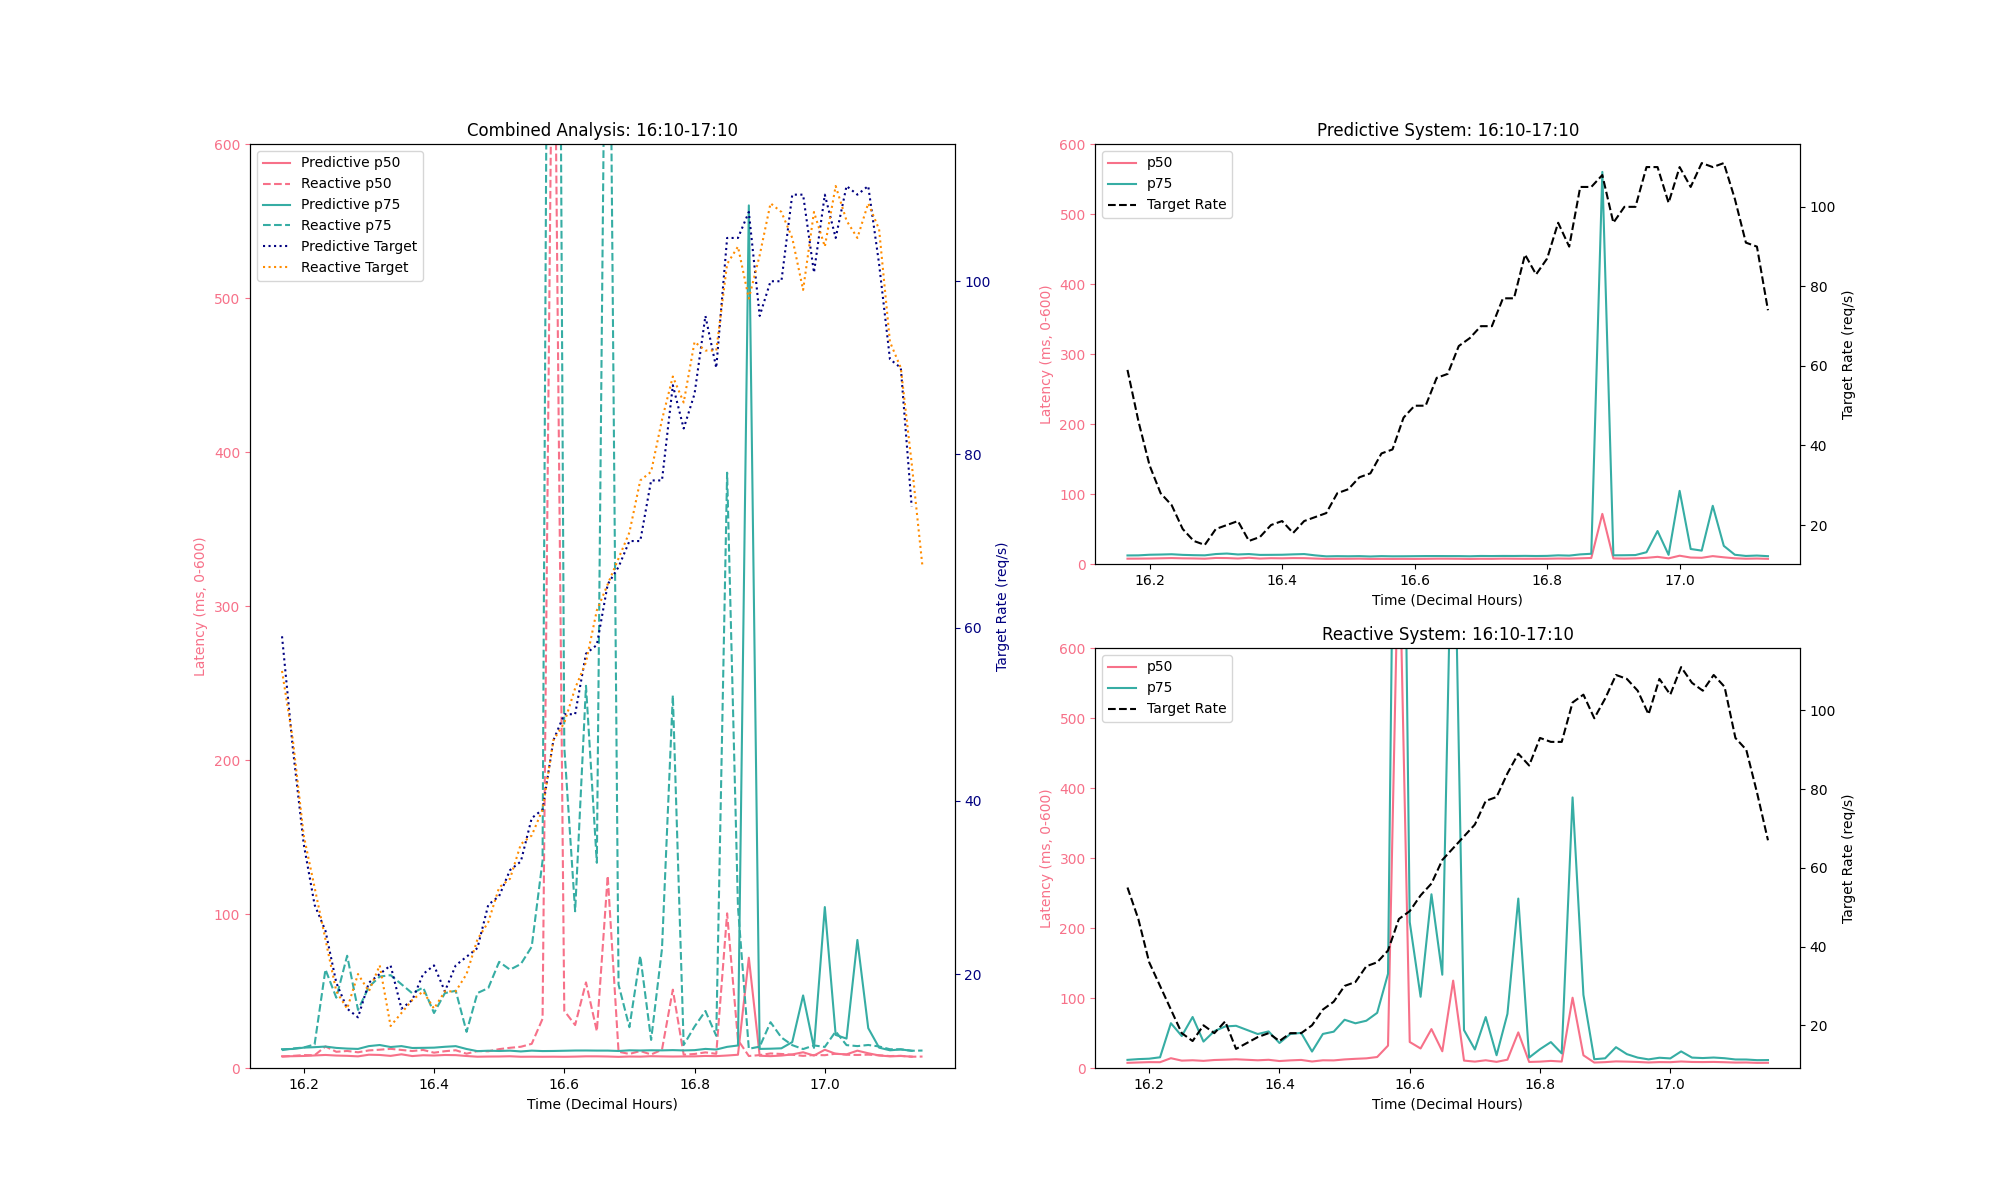 Combined Analysis: 16:10-17:10
600
500
400
300
200
100
0
Latency (ms, 0-600)
Predictive p50
Reactive p50
Predictive p75
Reactive p75
Predictive Target
Reactive Target
100
80
60
40
20
Target Rate (req/s)
16.2 16.4 16.6 16.8 17.0
Time (Decimal Hours)
Predictive System: 16:10-17:10
600
500
400
300
200
100
0
Latency (ms, 0-600)
p50
p75
Target Rate
100
80
60
40
20
Target Rate (req/s)
16.2 16.4 16.6 16.8 17.0
Time (Decimal Hours)
Reactive System: 16:10-17:10
600
500
400
300
200
100
0
Latency (ms, 0-600)
p50
p75
Target Rate
100
80
60
40
20
Target Rate (req/s)
16.2 16.4 16.6 16.8 17.0
Time (Decimal Hours)